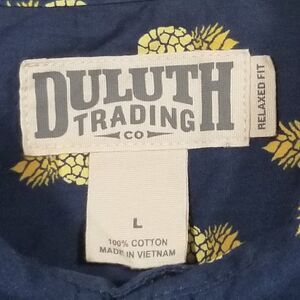 DULUTH
TRADING
CO
RELAXED FIT
L
100% COTTON
MADE IN VIETNAM